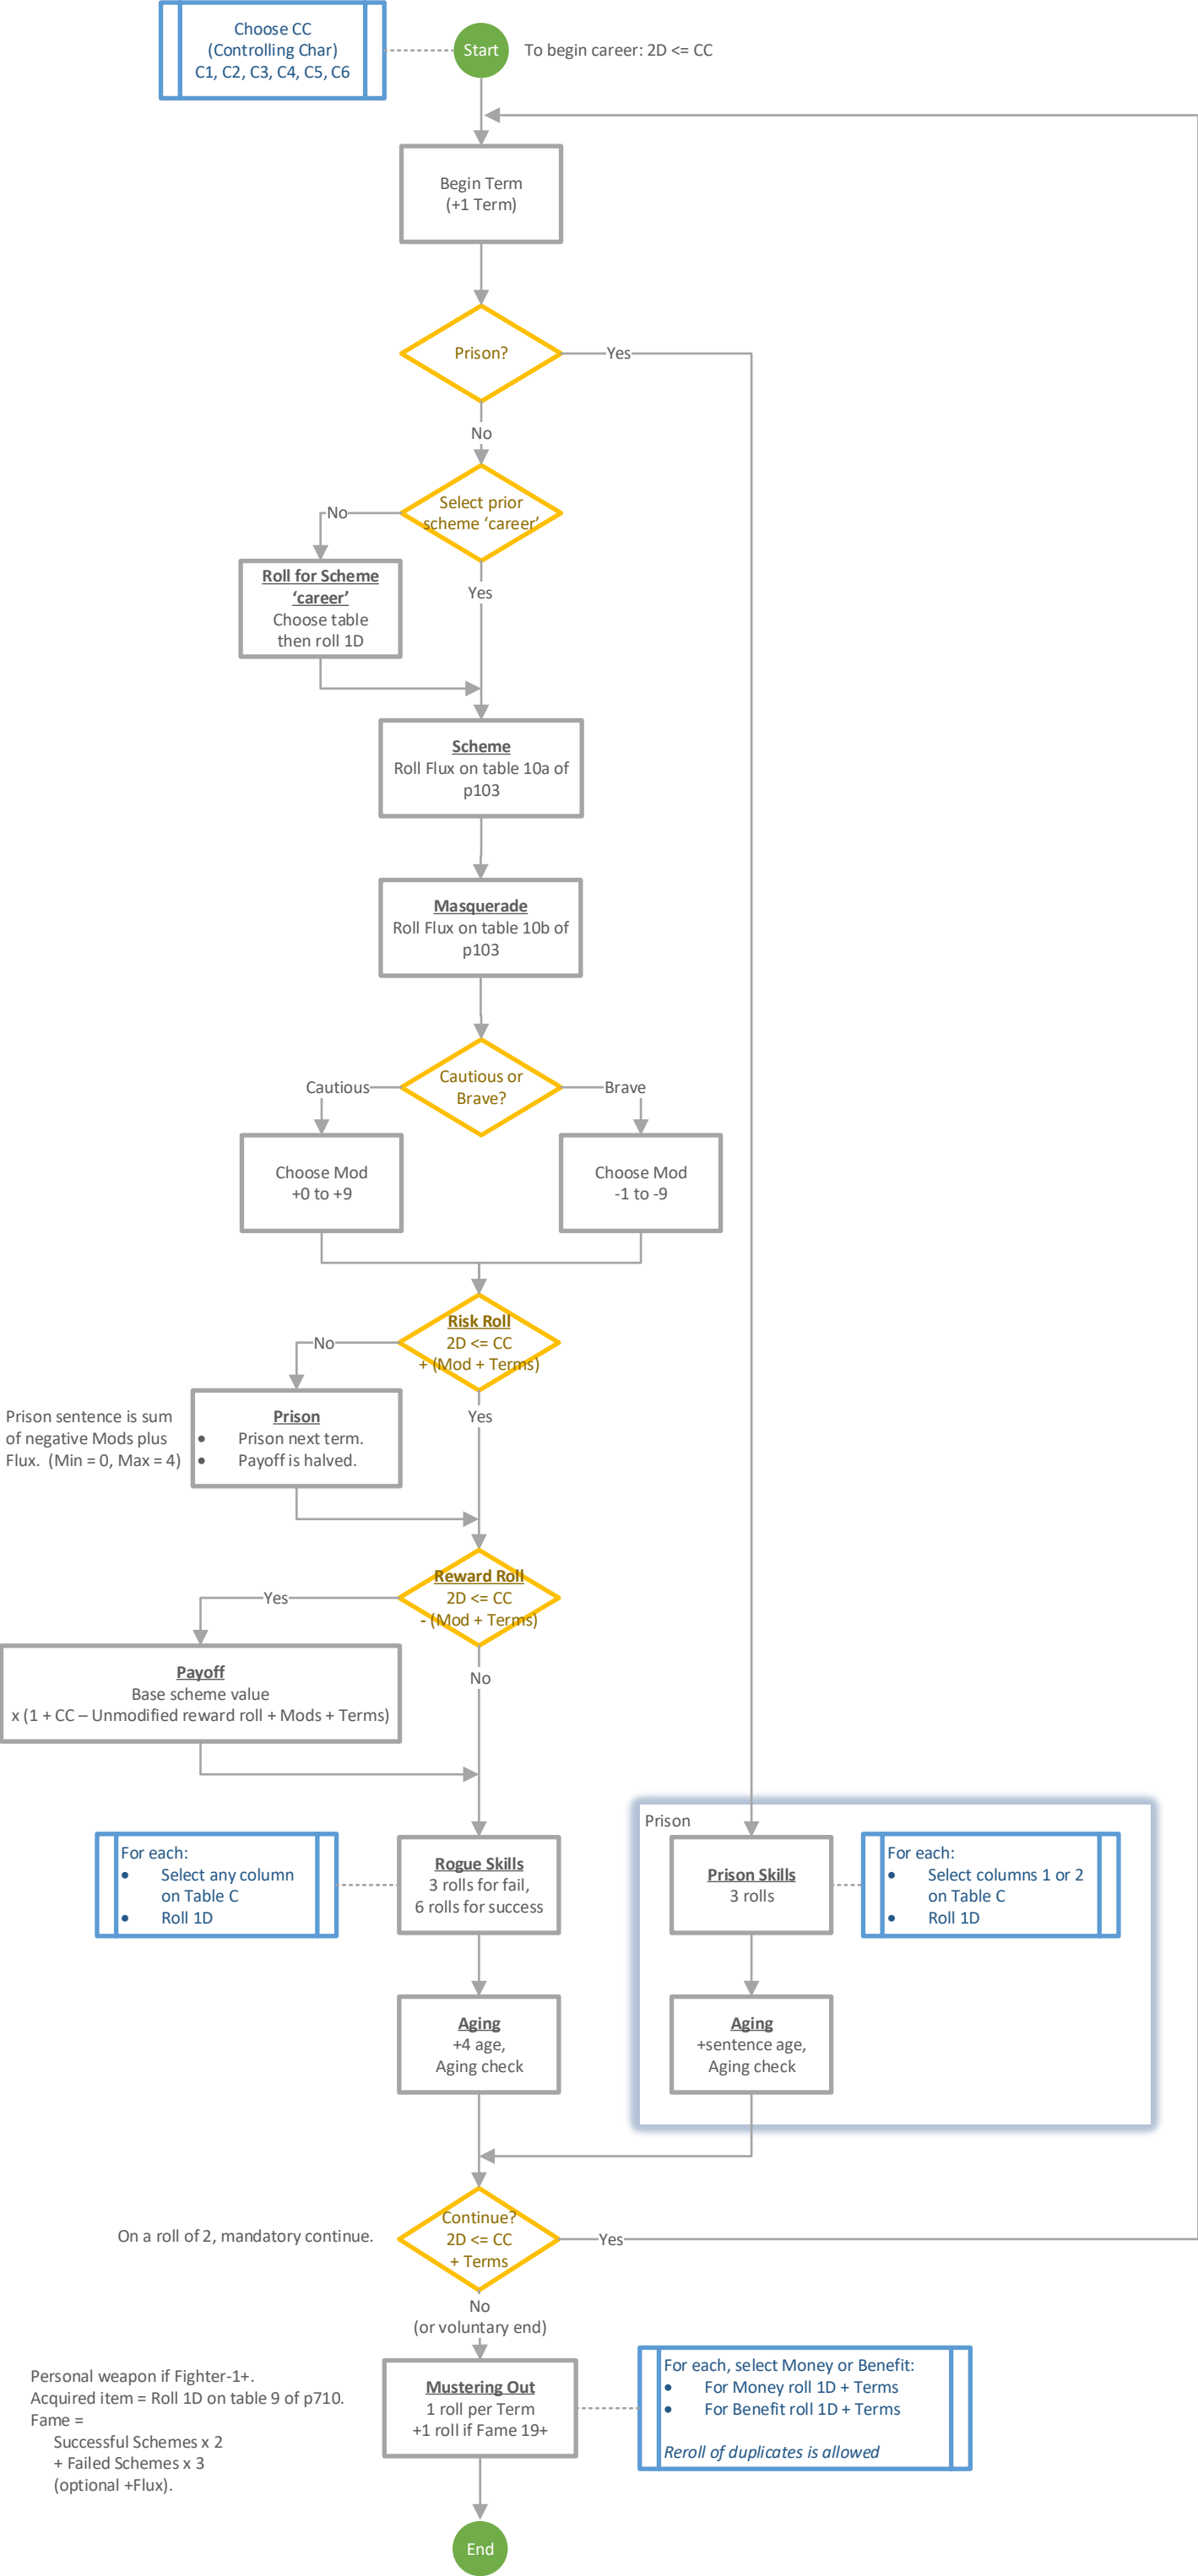 Choose CC
(Controlling Char)
C1, C2, C3, C4, C5, C6
Start
To begin career: 2D <= CC
Begin Term
(+1 Term)
Prison?
Yes
No
Select prior
scheme ‘career’
No
Roll for Scheme
‘career’
Choose table
then roll 1D
Yes
Scheme
Roll Flux on table 10a of
p103
Masquerade
Roll Flux on table 10b of
p103
Cautious or
Brave?
Cautious
Brave
Choose Mod
+0 to +9
Choose Mod
-1 to -9
Risk Roll
2D <= CC
+ (Mod + Terms)
No
Yes
Prison sentence is sum
of negative Mods plus
Flux.  (Min = 0, Max = 4)
Prison
• Prison next term.
• Payoff is halved.
Reward Roll
2D <= CC
- (Mod + Terms)
Yes
No
Payoff
Base scheme value
x (1 + CC – Unmodified reward roll + Mods + Terms)
For each:
• Select any column
on Table C
• Roll 1D
Rogue Skills
3 rolls for fail,
6 rolls for success
Prison
Prison Skills
3 rolls
For each:
• Select columns 1 or 2
on Table C
• Roll 1D
Aging
+4 age,
Aging check
Aging
+sentence age,
Aging check
On a roll of 2, mandatory continue.
Continue?
2D <= CC
+ Terms
Yes
No
(or voluntary end)
Personal weapon if Fighter-1+.
Acquired item = Roll 1D on table 9 of p710.
Fame =
Successful Schemes x 2
+ Failed Schemes x 3
(optional +Flux).
Mustering Out
1 roll per Term
+1 roll if Fame 19+
For each, select Money or Benefit:
• For Money roll 1D + Terms
• For Benefit roll 1D + Terms
Reroll of duplicates is allowed
End